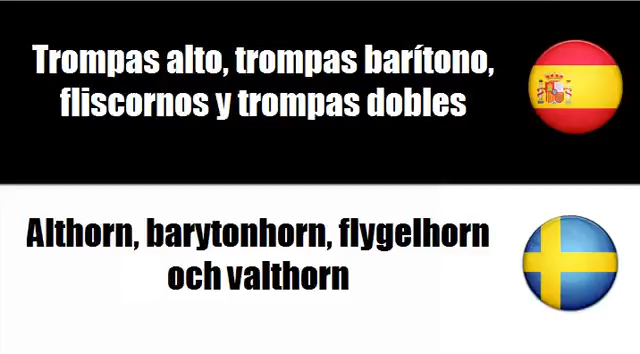 Trompas alto, trompas barítono,
fliscornos y trompas dobles
Althorn, barytonhorn, flygelhorn
och valthorn